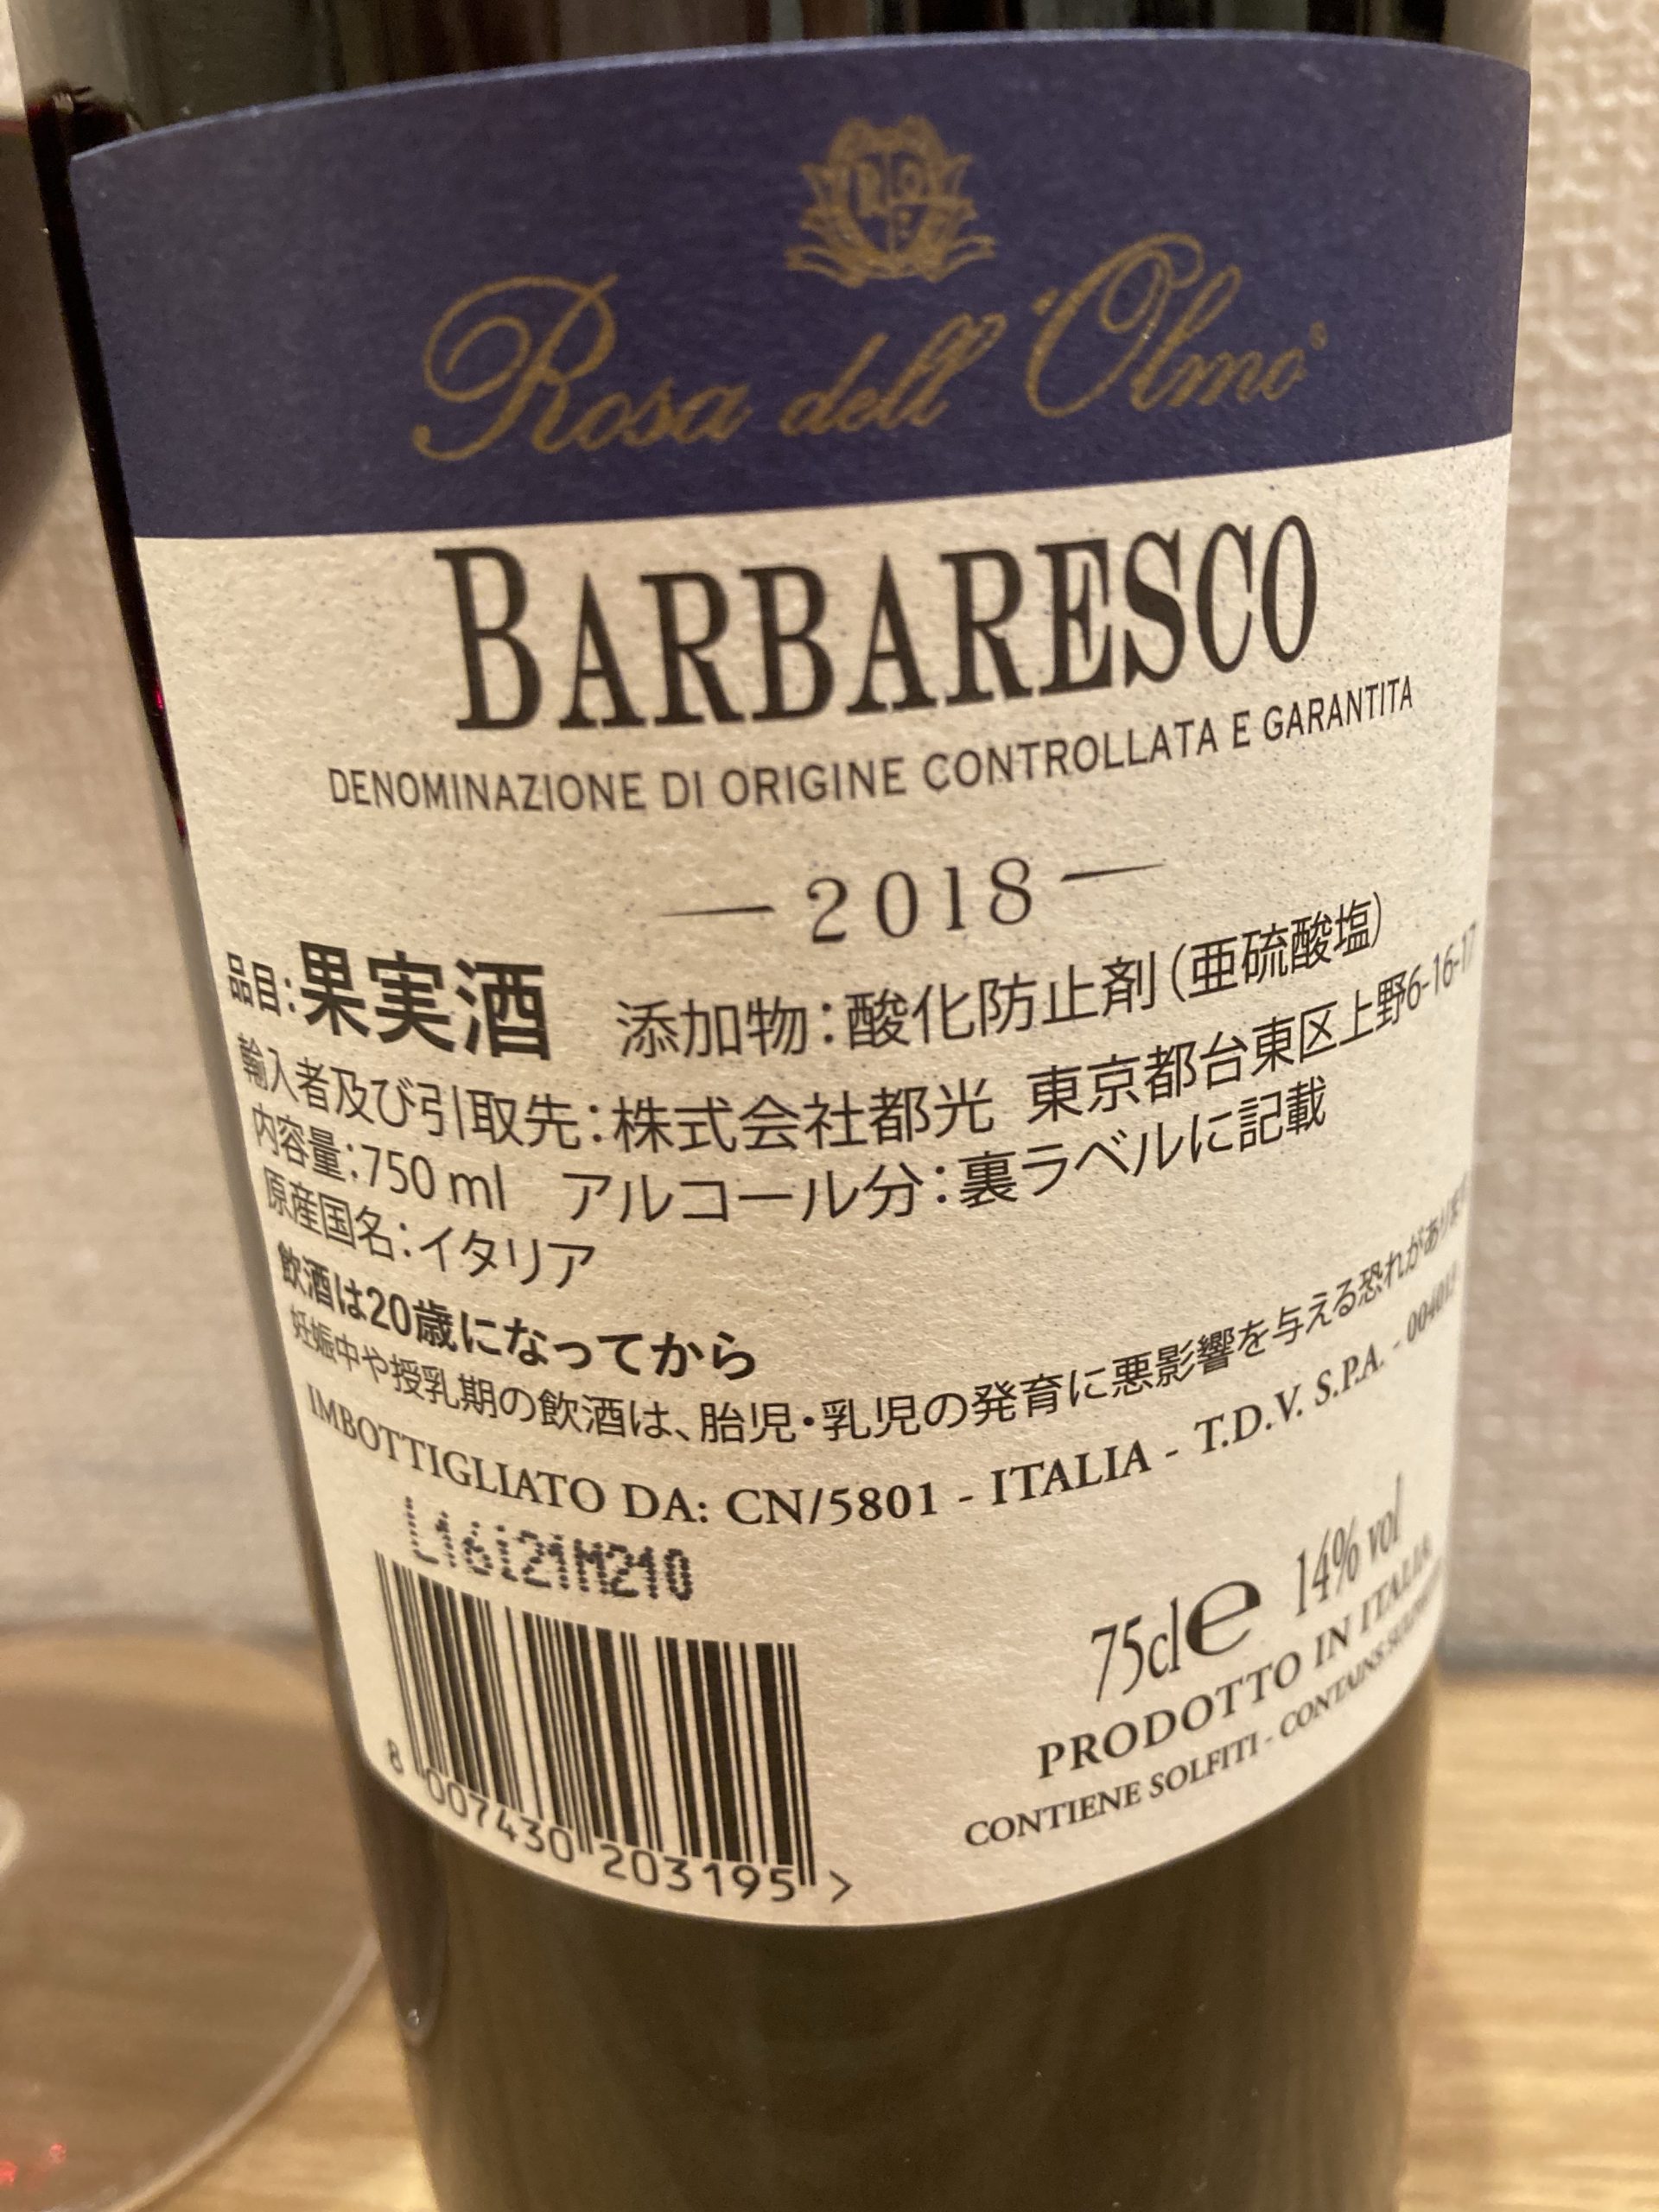 Rosa dell'Olmo
BARBARESCO
DENOMINAZIONE DI ORIGINE CONTROLLATA E GARANTITA
— 2018 —
品目:果実酒 添加物:酸化防止剤(亜硫酸塩)
輸入者及び引取先:株式会社都光 東京都台東区上野6-16-17
内容量:750 ml アルコール分:裏ラベルに記載
原産国名:イタリア
飲酒は20歳になってから
妊娠中や授乳期の飲酒は、胎児・乳児の発育に悪影響を与える恐れがあり
IMBOTTIGLIATO DA: CN/5801 - ITALIA - T.D.V. S.P.A. -
75cl e 14% vol
PRODOTTO IN ITALIA
CONTIENE SOLFITI - CONTAINS
8 007430 203195 >